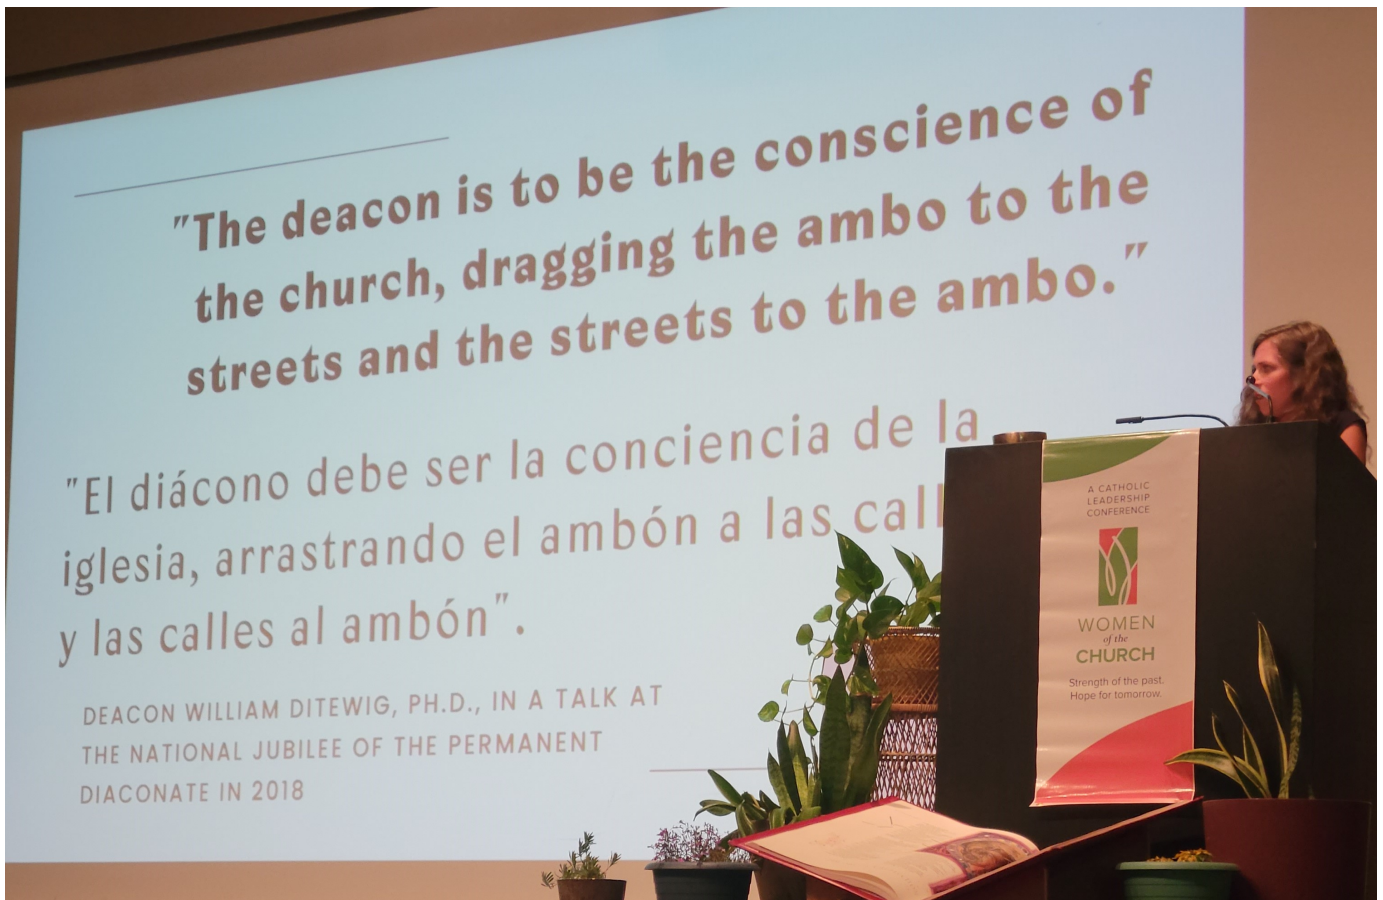 "The deacon is to be the conscience of
the church, dragging the ambo to the
streets and the streets to the ambo."
"El diácono debe ser la conciencia de la
iglesia, arrastrando el ambón a las call
y las calles al ambón".
DEACON WILLIAM DITEWIG, PH.D., IN A TALK AT
THE NATIONAL JUBILEE OF THE PERMANENT
DIACONATE IN 2018
A CATHOLIC
LEADERSHIP
CONFERENCE
WOMEN
of the
CHURCH
Strength of the past.
Hope for tomorrow.